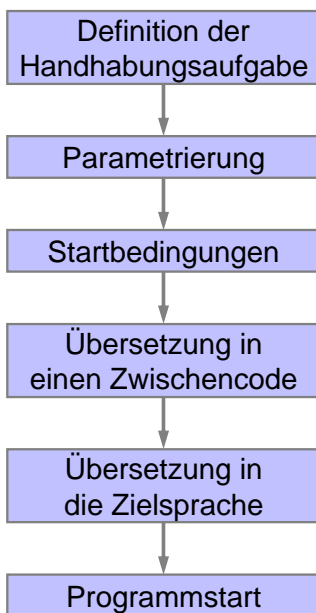 Definition der
Handhabungsaufgabe
Parametrierung
Startbedingungen
Übersetzung in
einen Zwischencode
Übersetzung in
die Zielsprache
Programmstart